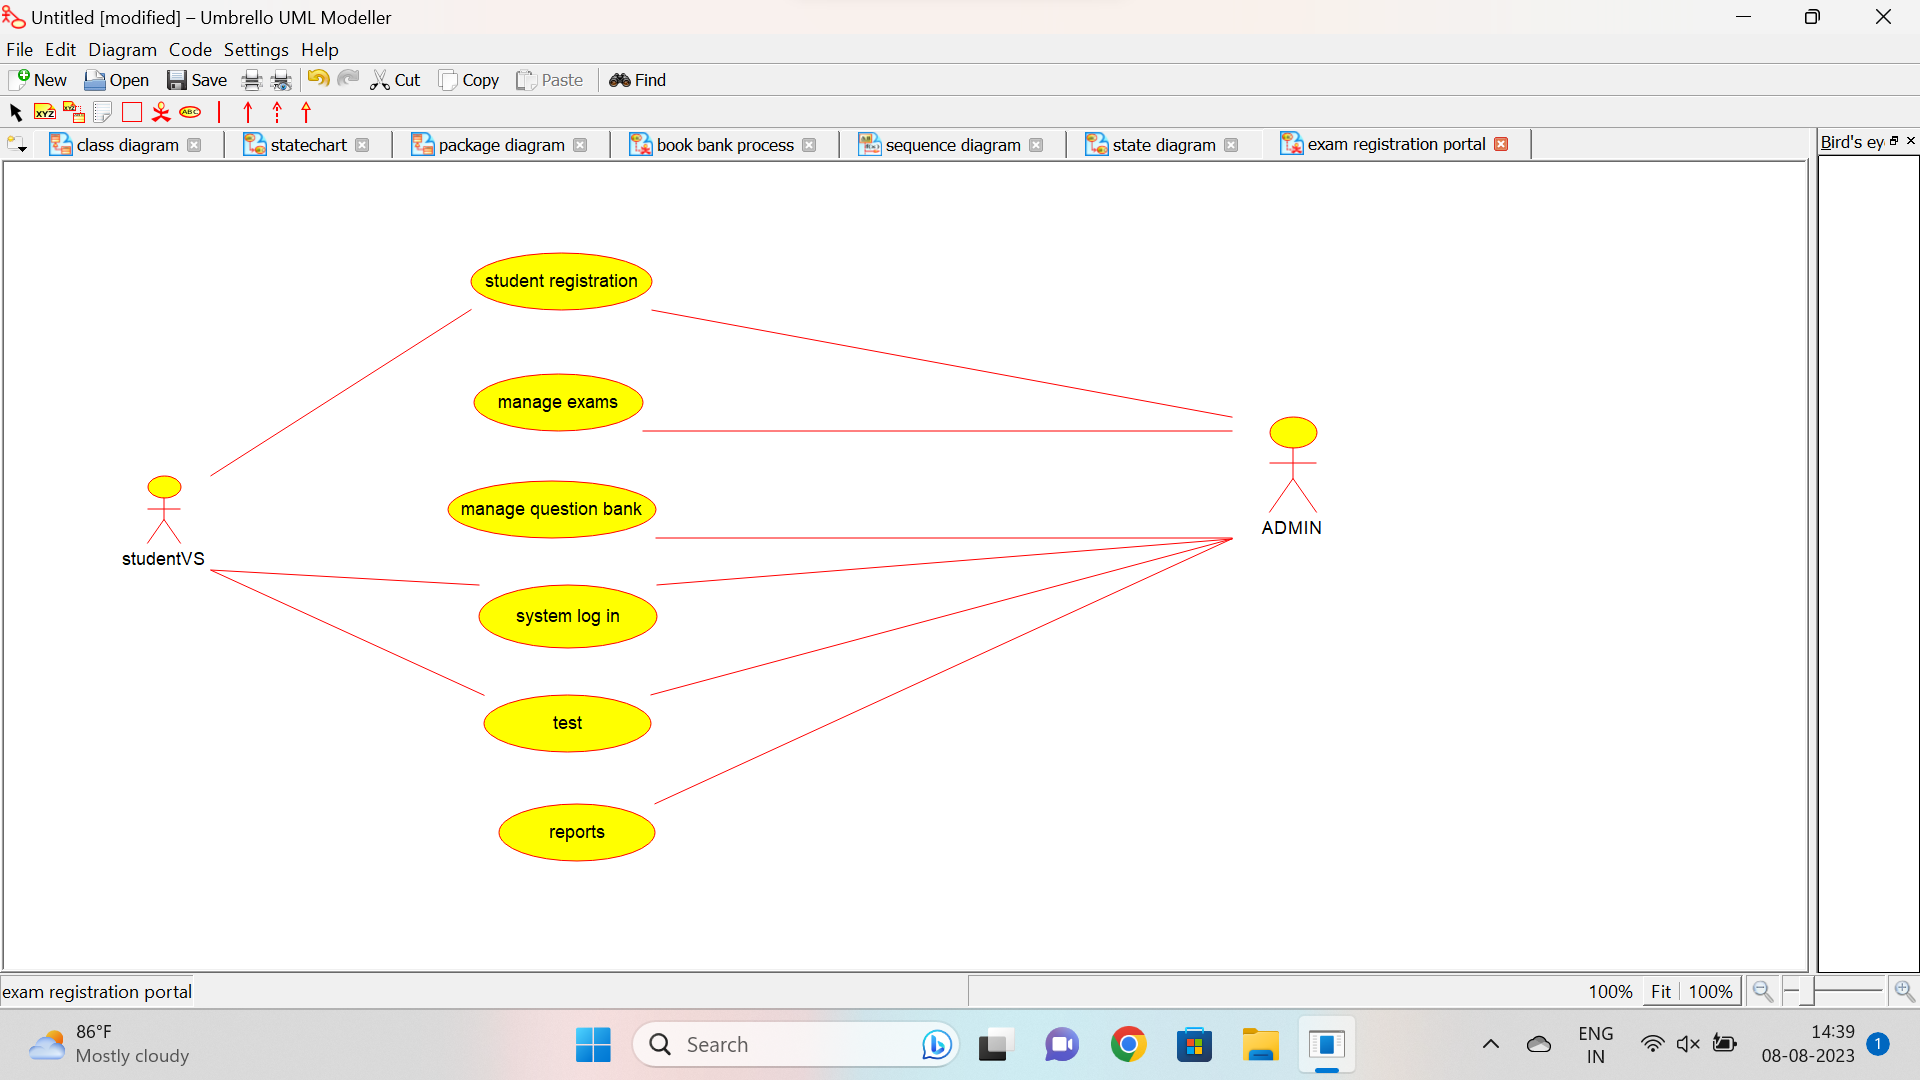 Untitled [modified] – Umbrello UML Modeller
File Edit Diagram Code Settings Help
New Open Save Cut Copy Paste Find
XYZ XYZ ABC
class diagram statechart package diagram book bank process sequence diagram state diagram exam registration portal Bird's ey
student registration
manage exams
manage question bank
ADMIN
studentVS
system log in
test
reports
exam registration portal 100% Fit 100%
86°F
Mostly cloudy
Search
ENG
IN
14:39
08-08-2023
1